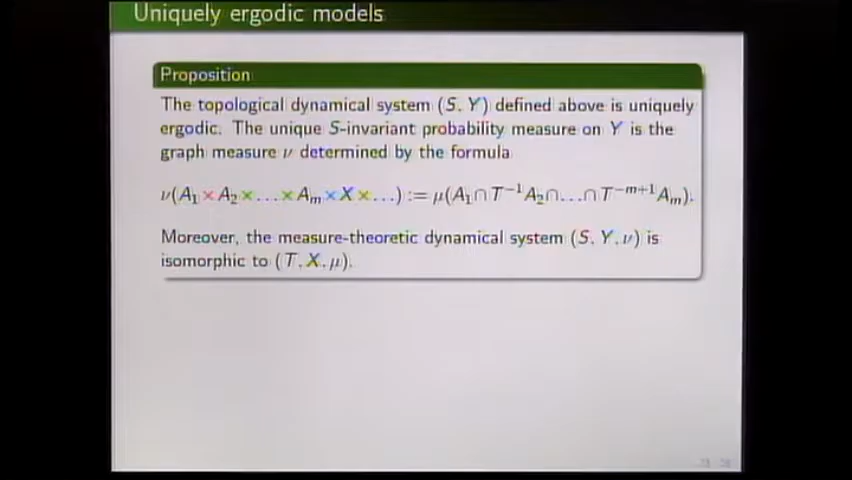 Uniquely ergodic models
Proposition
The topological dynamical system (S, Y) defined above is uniquely
ergodic. The unique S-invariant probability measure on Y is the
graph measure ν determined by the formula
ν(A₁ × A₂ × … × Aₘ × X × …) := μ(A₁ ∩ T⁻¹A₂ ∩ … ∩ T⁻ᵐ⁺¹Aₘ).
Moreover, the measure-theoretic dynamical system (S, Y, ν) is
isomorphic to (T, X, μ).